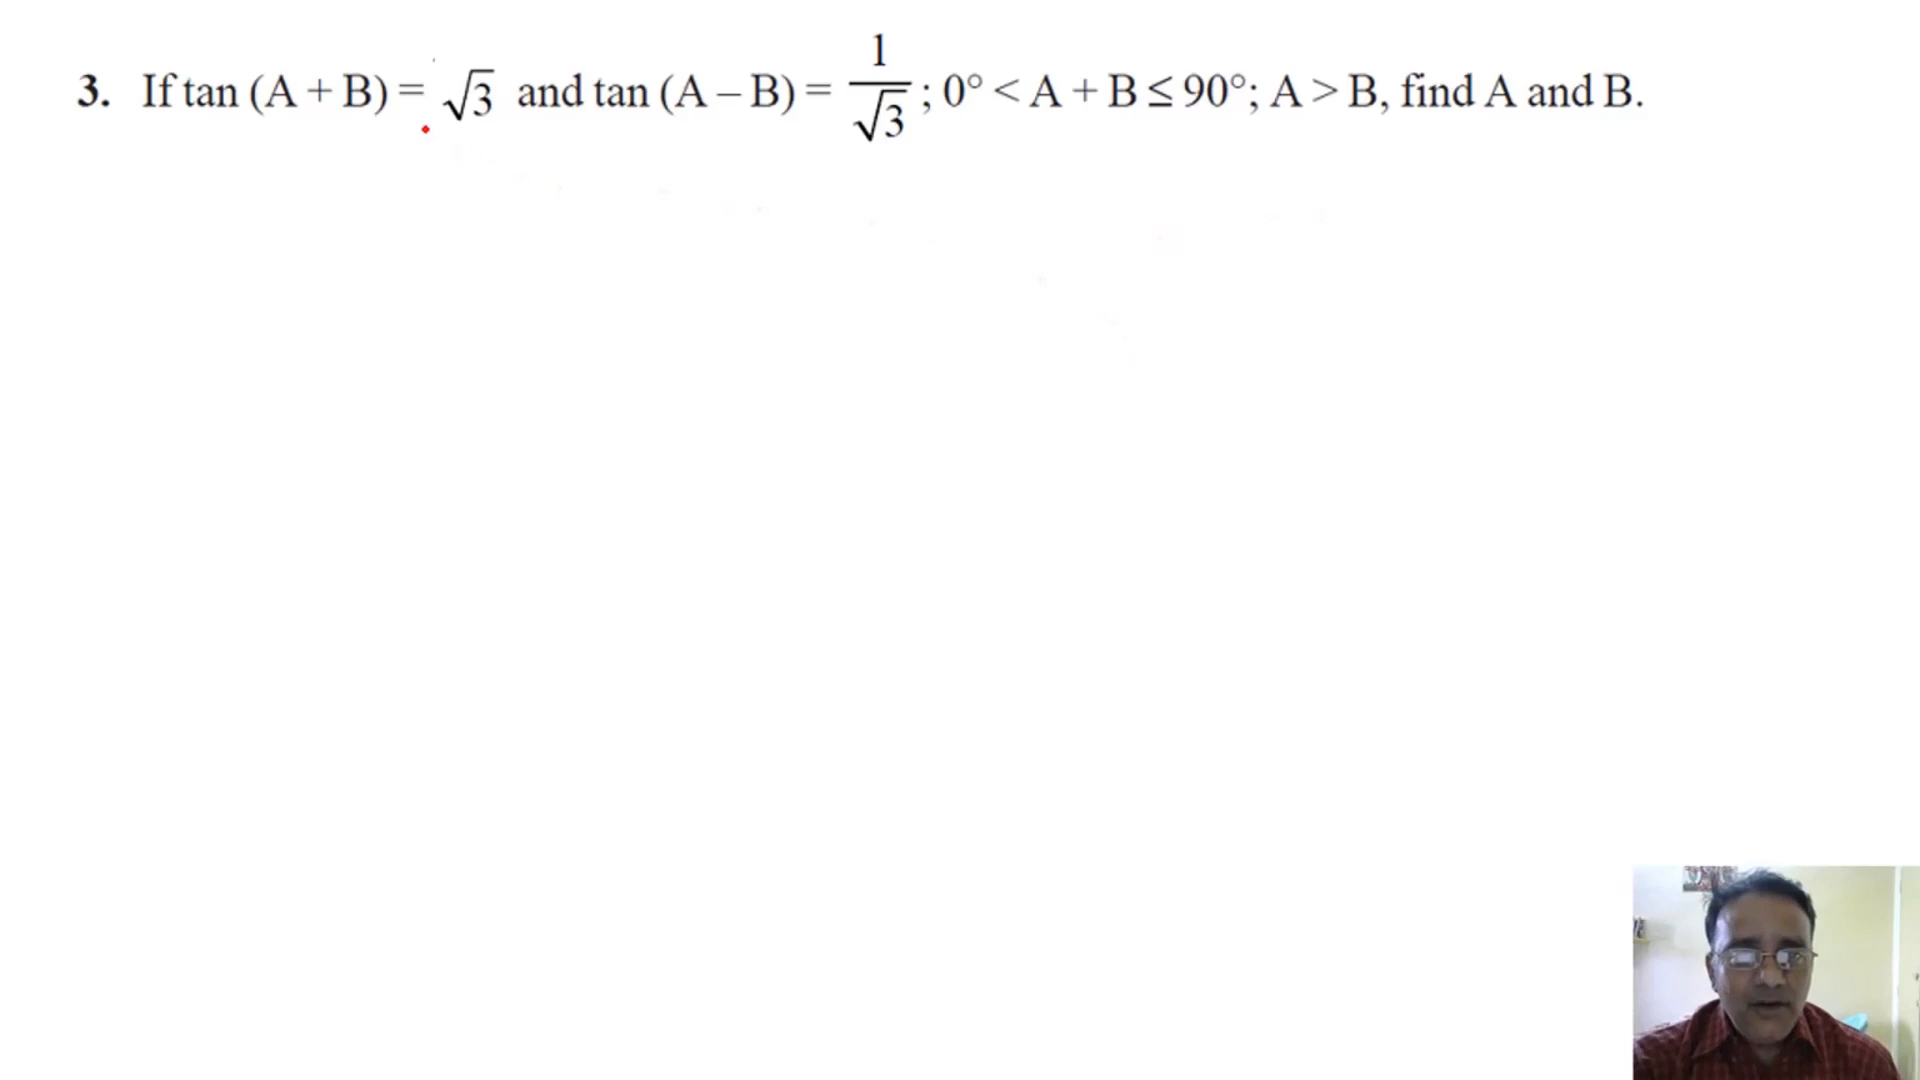 3. If tan (A + B) = √3 and tan (A – B) = 1/√3 ; 0° < A + B ≤ 90°; A > B, find A and B.